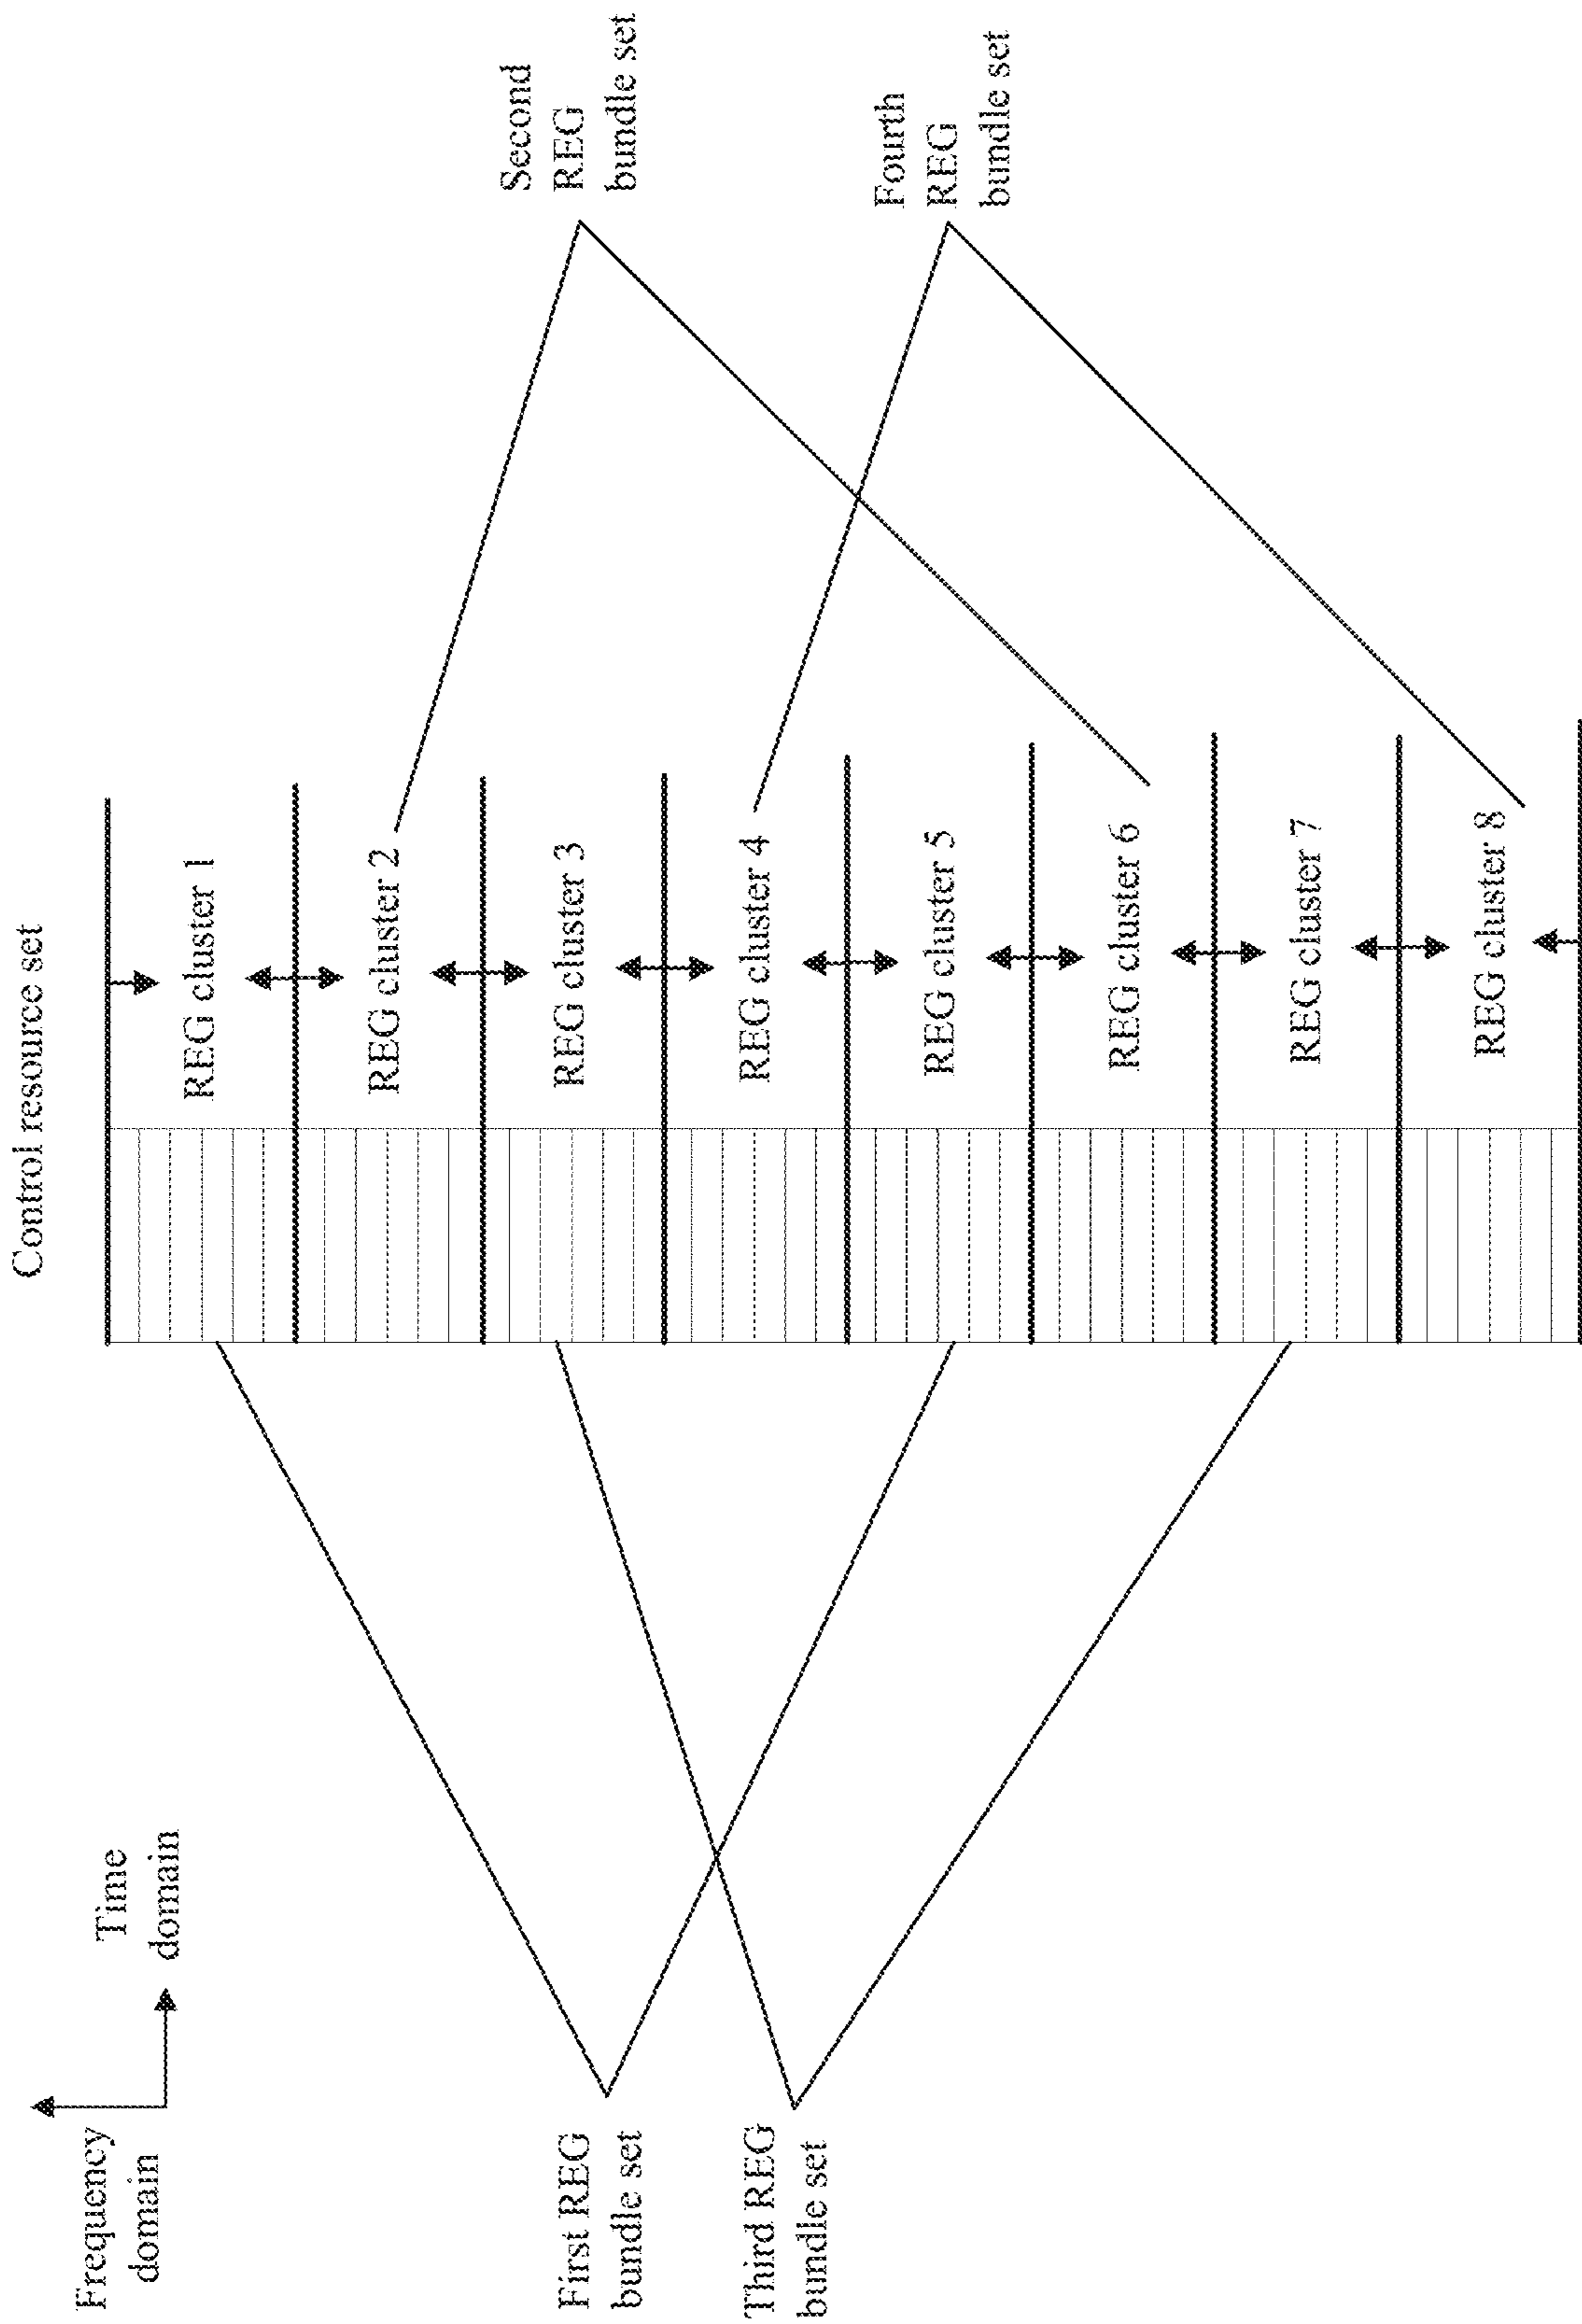 Control resource set
Frequency
domain
Time
domain
REG cluster 1
REG cluster 2
REG cluster 3
REG cluster 4
REG cluster 5
REG cluster 6
REG cluster 7
REG cluster 8
First REG
bundle set
Third REG
bundle set
Second
REG
bundle set
Fourth
REG
bundle set